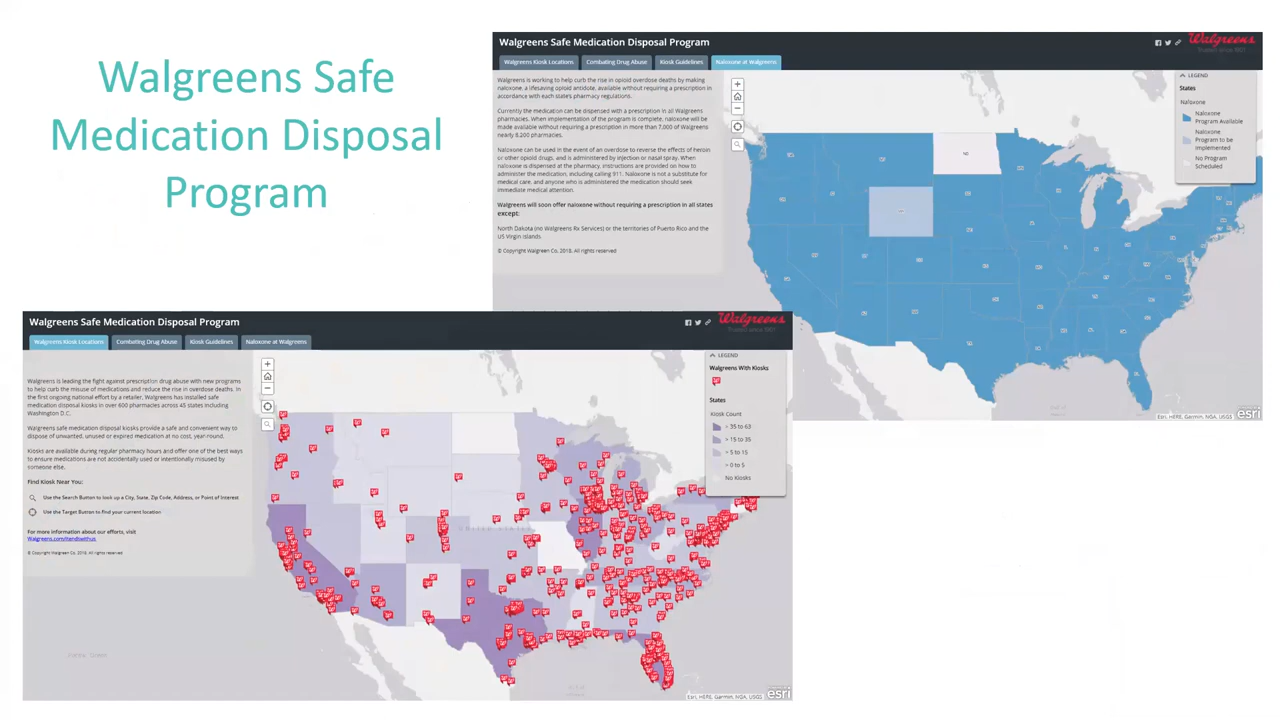 Walgreens Safe
Medication Disposal
Program
Walgreens Safe Medication Disposal Program
Walgreens
Walgreens Kiosk Locations
Combating Drug Abuse
Kiosk Guidelines
Naloxone at Walgreens
Walgreens is working to help curb the rise in opioid overdose deaths by making
naloxone, a lifesaving opioid antidote, available without requiring a prescription in
accordance with each state's pharmacy regulations.
Currently the medication can be dispensed with a prescription in all Walgreens
pharmacies. When implementation of the program is complete, naloxone will be
made available without requiring a prescription in more than 7,000 of Walgreens
nearly 8,200 pharmacies.
Naloxone can be used in the event of an overdose to reverse the effects of heroin
or other opioid drugs, and is administered by injection or nasal spray. When
naloxone is dispensed at the pharmacy, instructions are provided on how to
administer the medication, including calling 911. Naloxone is not a substitute for
medical care, and anyone who is administered the medication should seek
immediate medical attention.
Walgreens will soon offer naloxone without requiring a prescription in all states
except:
North Dakota (no Walgreens Rx Services) or the territories of Puerto Rico and the
US Virgin Islands.
© Copyright Walgreen Co. 2018, All rights reserved
LEGEND
States
Naloxone
Naloxone
Program Available
Naloxone
Program to be
Implemented
No Program
Scheduled
Esri, HERE, Garmin, NGA, USGS
esri
Walgreens Safe Medication Disposal Program
Walgreens
Walgreens Kiosk Locations
Combating Drug Abuse
Kiosk Guidelines
Naloxone at Walgreens
Walgreens is leading the fight against prescription drug abuse with new programs
to help curb the misuse of medications and reduce the rise in overdose deaths. In
the first ongoing national effort by a retailer, Walgreens has installed safe
medication disposal kiosks in over 600 pharmacies across 45 states including
Washington D.C.
Walgreens safe medication disposal kiosks provide a safe and convenient way to
dispose of unwanted, unused or expired medication at no cost, year-round.
Kiosks are available during regular pharmacy hours and offer one of the best ways
to ensure medications are not accidentally used or intentionally misused by
someone else.
Find Kiosk Near You:
Use the Search Button to look up a City, State, Zip Code, Address, or Point of Interest
Use the Target Button to find your current location
For more information about our efforts, visit
© Copyright Walgreen Co. 2018, All rights reserved
LEGEND
Walgreens With Kiosks
States
Kiosk Count
> 35 to 63
> 15 to 35
> 5 to 15
> 0 to 5
No Kiosks
UNITED STATES
Esri, HERE, Garmin, NGA, USGS
esri